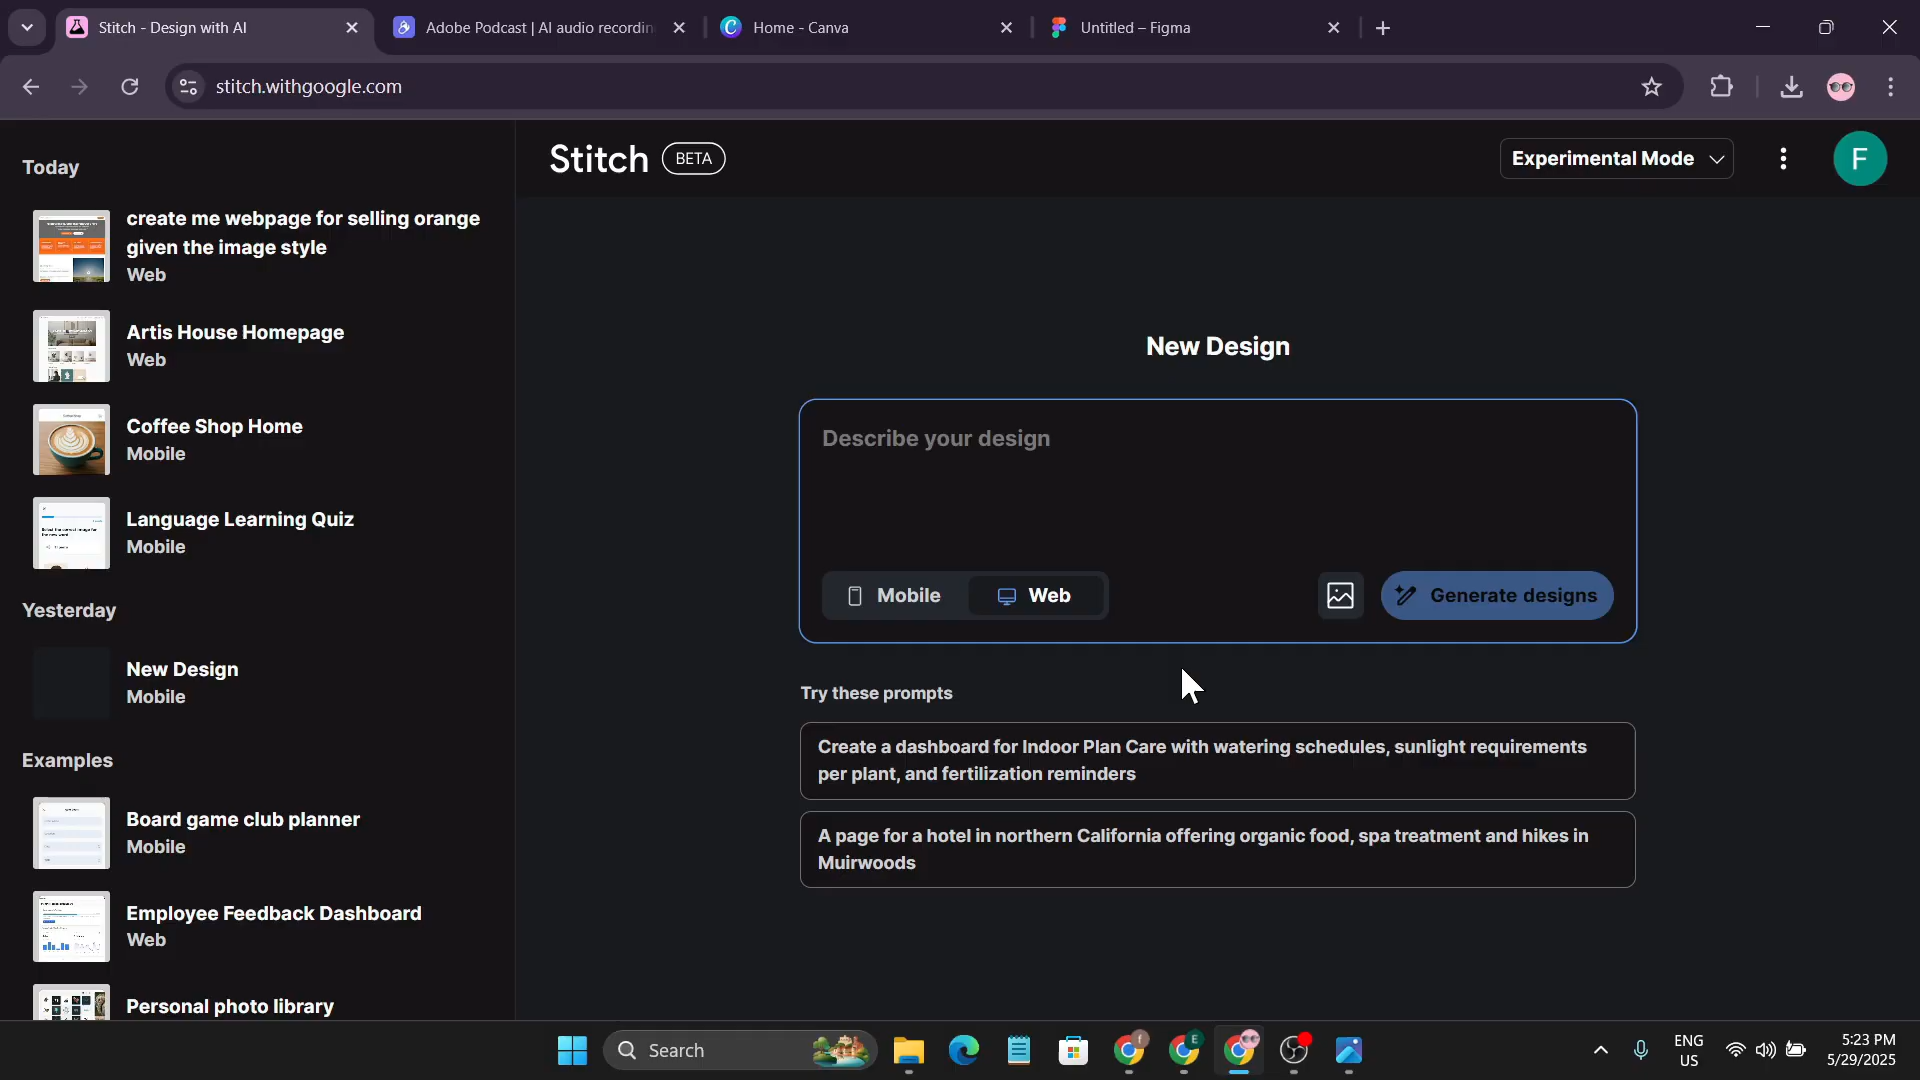 Stitch - Design with AI
Adobe Podcast | AI audio recordin
Home - Canva
Untitled – Figma
stitch.withgoogle.com
Today
create me webpage for selling orange
given the image style
Web
Artis House Homepage
Web
Coffee Shop Home
Mobile
Language Learning Quiz
Mobile
Yesterday
New Design
Mobile
Examples
Board game club planner
Mobile
Employee Feedback Dashboard
Web
Personal photo library
Stitch BETA
Experimental Mode
F
New Design
Describe your design
Mobile
Web
Generate designs
Try these prompts
Create a dashboard for Indoor Plan Care with watering schedules, sunlight requirements
per plant, and fertilization reminders
A page for a hotel in northern California offering organic food, spa treatment and hikes in
Muirwoods
Search
f
E
ENG
US
5:23 PM
5/29/2025